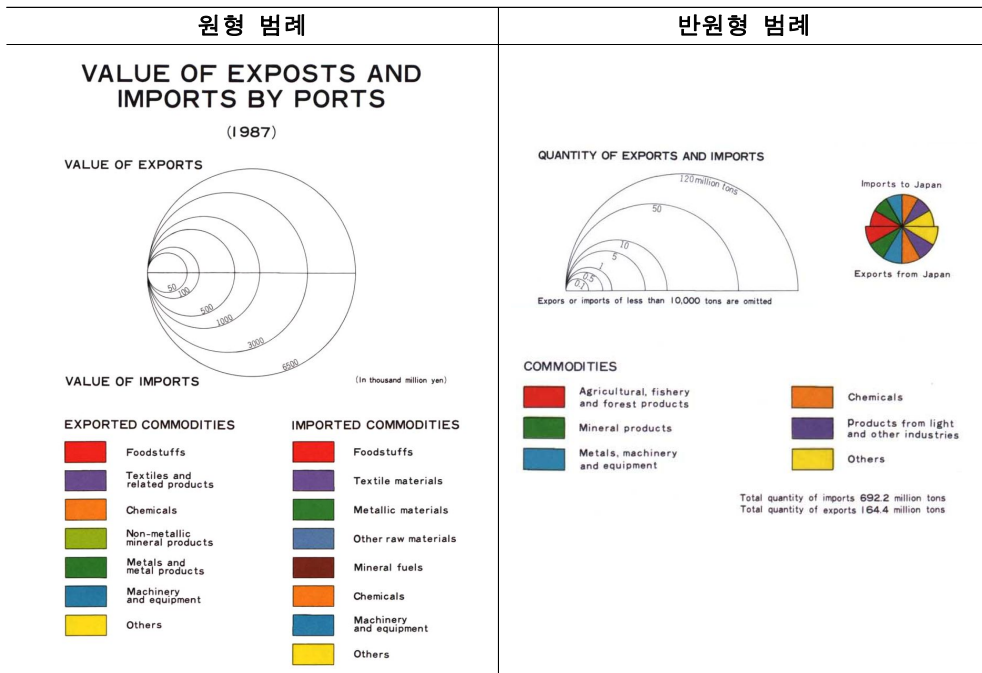 원형 범례
VALUE OF EXPOSTS AND
IMPORTS BY PORTS
(1987)
VALUE OF EXPORTS
50
100
500
1000
3000
6500
VALUE OF IMPORTS
(In thousand million yen)
EXPORTED COMMODITIES
Foodstuffs
Textiles and
related products
Chemicals
Non-metallic
mineral products
Metals and
metal products
Machinery
and equipment
Others
IMPORTED COMMODITIES
Foodstuffs
Textile materials
Metallic materials
Other raw materials
Mineral fuels
Chemicals
Machinery
and equipment
Others
반원형 범례
QUANTITY OF EXPORTS AND IMPORTS
120 million tons
50
10
5
1
0.5
0.1
Expors or imports of less than 10,000 tons are omitted
Imports to Japan
Exports from Japan
COMMODITIES
Agricultural, fishery
and forest products
Mineral products
Metals, machinery
and equipment
Chemicals
Products from light
and other industries
Others
Total quantity of imports 692.2 million tons
Total quantity of exports 164.4 million tons